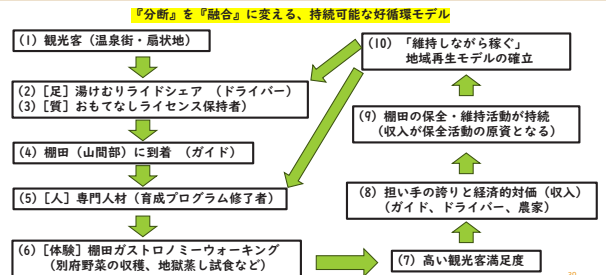 『分断』を『融合』に変える、持続可能な好循環モデル
(1) 観光客（温泉街・扇状地）
(2)［足］湯けむりライドシェア （ドライバー）
(3)［質］おもてなしライセンス保持者）
(4) 棚田（山間部）に到着 （ガイド）
(5)［人］専門人材（育成プログラム修了者）
(6)［体験］棚田ガストロノミーウォーキング
（別府野菜の収穫、地獄蒸し試食など）
(7) 高い観光客満足度
(8) 担い手の誇りと経済的対価（収入）
（ガイド、ドライバー、農家）
(9) 棚田の保全・維持活動が持続
（収入が保全活動の原資となる）
(10) 「維持しながら稼ぐ」
地域再生モデルの確立